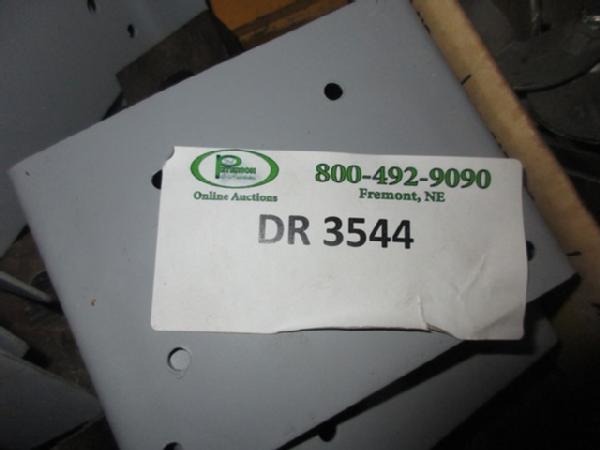 800-492-9090
Online Auctions
Fremont, NE
DR 3544